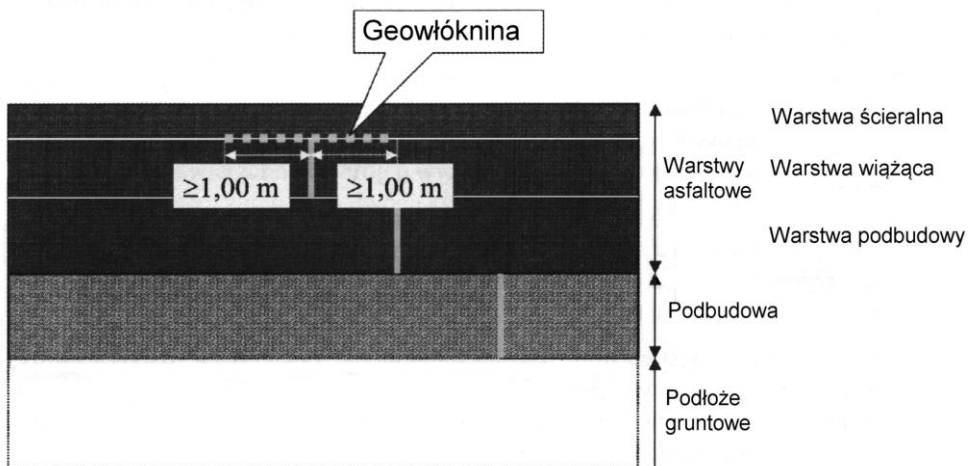 Geowłóknina
≥1,00 m
≥1,00 m
Warstwy
asfaltowe
Warstwa ścieralna
Warstwa wiążąca
Warstwa podbudowy
Podbudowa
Podłoże
gruntowe